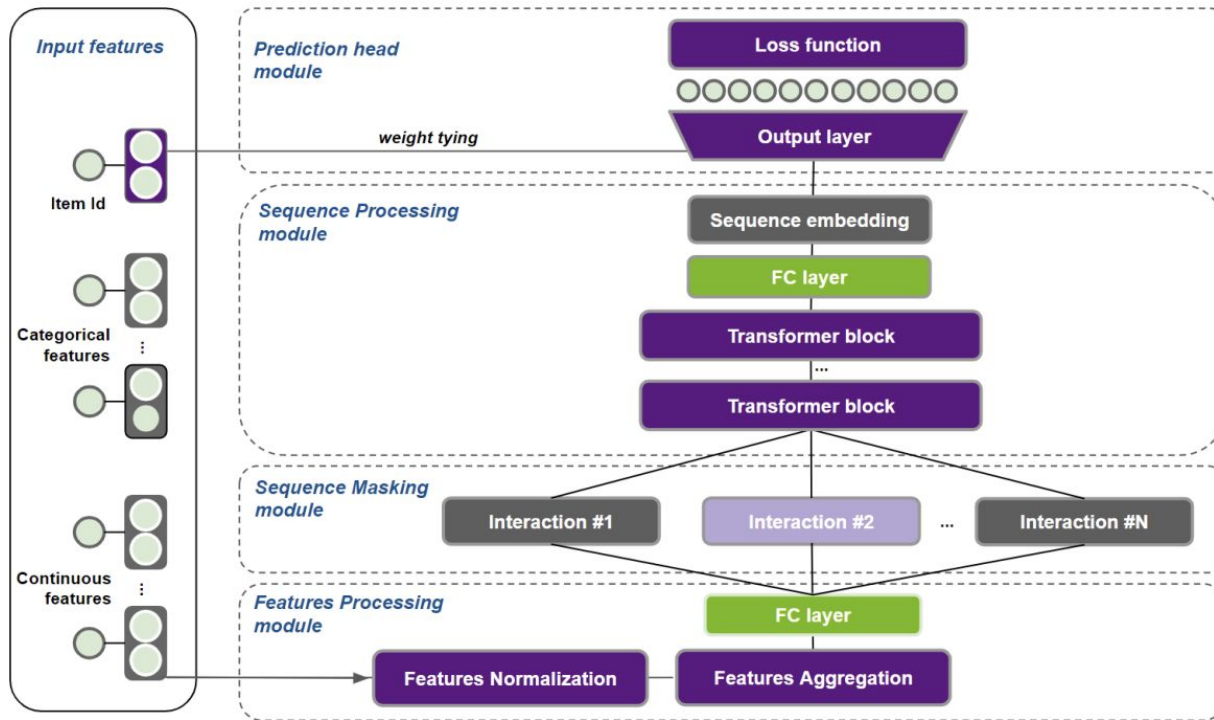 Input features
Item Id
Categorical
features
...
Continuous
features
...
Prediction head
module
Loss function
weight tying
Output layer
Sequence Processing
module
Sequence embedding
FC layer
Transformer block
...
Transformer block
Sequence Masking
module
Interaction #1
Interaction #2
...
Interaction #N
Features Processing
module
FC layer
Features Normalization
Features Aggregation